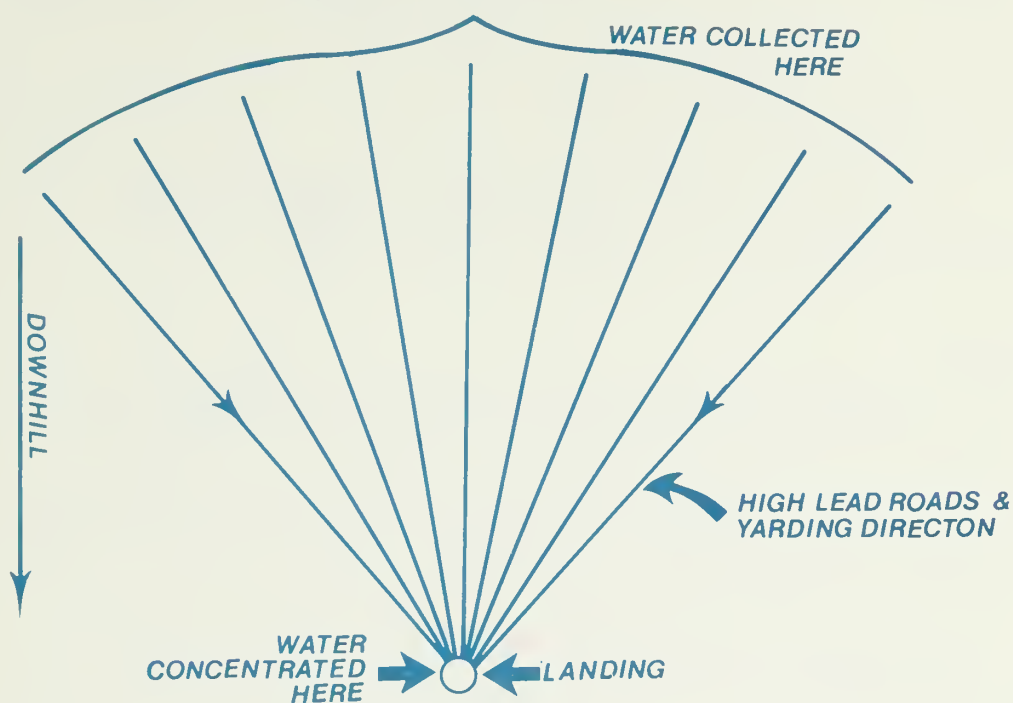 WATER COLLECTED
HERE
DOWNHILL
HIGH LEAD ROADS &
YARDING DIRECTON
WATER
CONCENTRATED
HERE
LANDING